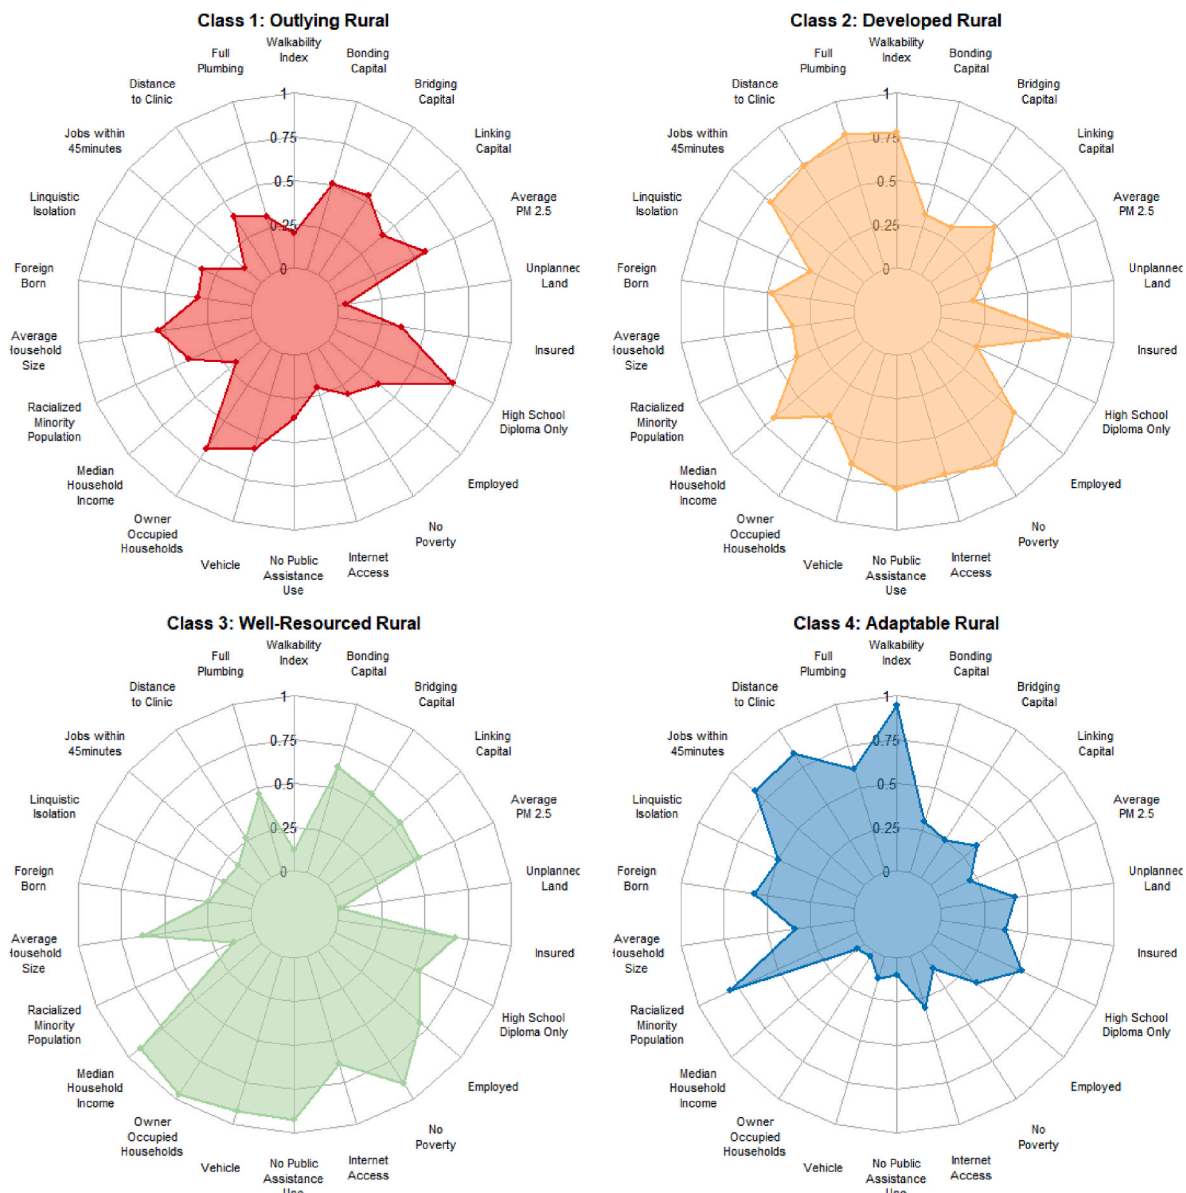 Class 1: Outlying Rural
Walkability
Index
Bonding
Capital
Bridging
Capital
Linking
Capital
Average
PM 2.5
Unplanned
Land
Insured
High School
Diploma Only
Employed
No
Poverty
Internet
Access
No Public
Assistance
Use
Vehicle
Owner
Occupied
Households
Median
Household
Income
Racialized
Minority
Population
Average
Household
Size
Foreign
Born
Linquistic
Isolation
Jobs within
45minutes
Distance
to Clinic
Full
Plumbing
1
0.75
0.5
0.25
0
Class 2: Developed Rural
Walkability
Index
Bonding
Capital
Bridging
Capital
Linking
Capital
Average
PM 2.5
Unplanned
Land
Insured
High School
Diploma Only
Employed
No
Poverty
Internet
Access
No Public
Assistance
Use
Vehicle
Owner
Occupied
Households
Median
Household
Income
Racialized
Minority
Population
Average
Household
Size
Foreign
Born
Linquistic
Isolation
Jobs within
45minutes
Distance
to Clinic
Full
Plumbing
1
0.75
0.5
0.25
0
Class 3: Well-Resourced Rural
Walkability
Index
Bonding
Capital
Bridging
Capital
Linking
Capital
Average
PM 2.5
Unplanned
Land
Insured
High School
Diploma Only
Employed
No
Poverty
Internet
Access
No Public
Assistance
Use
Vehicle
Owner
Occupied
Households
Median
Household
Income
Racialized
Minority
Population
Average
Household
Size
Foreign
Born
Linquistic
Isolation
Jobs within
45minutes
Distance
to Clinic
Full
Plumbing
1
0.75
0.5
0.25
0
Class 4: Adaptable Rural
Walkability
Index
Bonding
Capital
Bridging
Capital
Linking
Capital
Average
PM 2.5
Unplanned
Land
Insured
High School
Diploma Only
Employed
No
Poverty
Internet
Access
No Public
Assistance
Use
Vehicle
Owner
Occupied
Households
Median
Household
Income
Racialized
Minority
Population
Average
Household
Size
Foreign
Born
Linquistic
Isolation
Jobs within
45minutes
Distance
to Clinic
Full
Plumbing
1
0.75
0.5
0.25
0